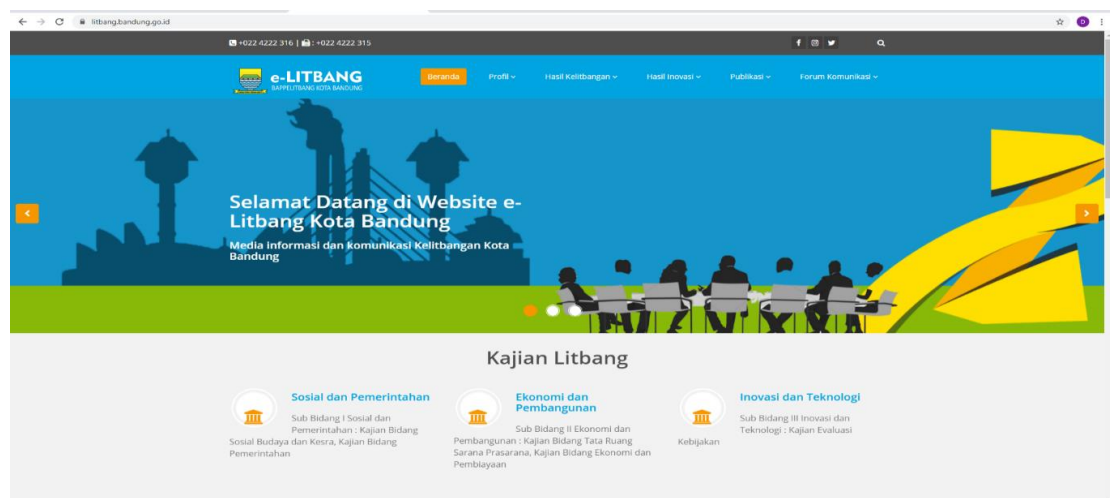 litbang.bandung.go.id
D
+022 4222 316 | : +022 4222 315
e-LITBANG
BAPPELITBANG KOTA BANDUNG
Beranda Profil Hasil Kelitbangan Hasil Inovasi Publikasi Forum Komunikasi
Selamat Datang di Website e-
Litbang Kota Bandung
Media informasi dan komunikasi Kelitbangan Kota
Bandung
Kajian Litbang
Sosial dan Pemerintahan
Sub Bidang I Sosial dan
Pemerintahan : Kajian Bidang
Sosial Budaya dan Kesra, Kajian Bidang
Pemerintahan
Ekonomi dan
Pembangunan
Sub Bidang II Ekonomi dan
Pembangunan : Kajian Bidang Tata Ruang
Sarana Prasarana, Kajian Bidang Ekonomi dan
Pembiayaan
Inovasi dan Teknologi
Sub Bidang III Inovasi dan
Teknologi : Kajian Evaluasi
Kebijakan